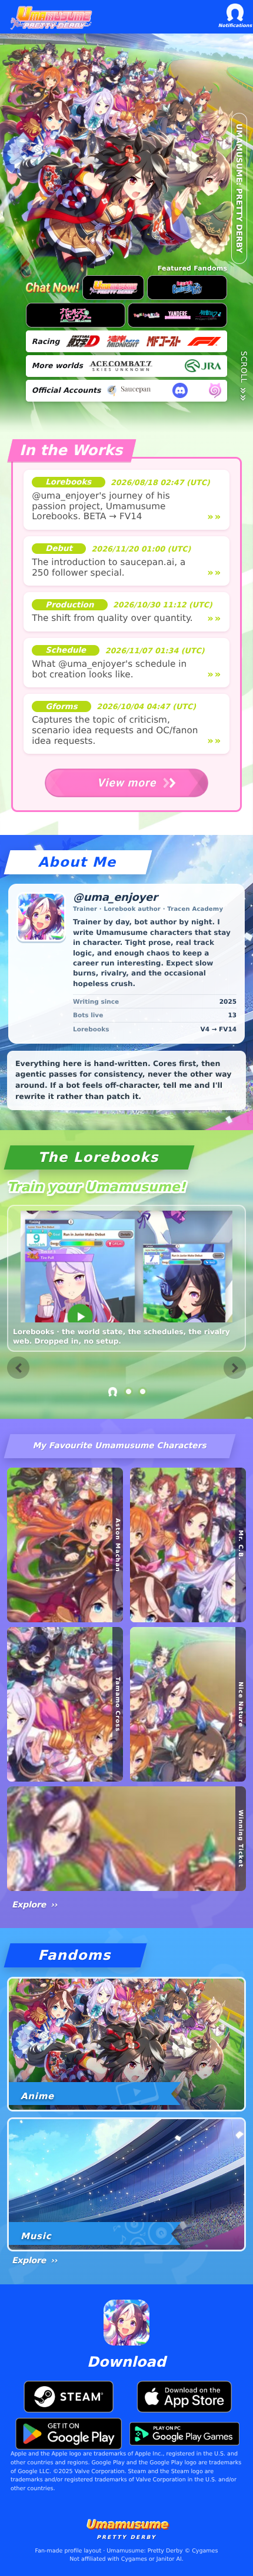 Umamusume
PRETTY DERBY
Notifications
UMAMUSUME: PRETTY DERBY
Featured Fandoms
Chat Now!
Umamusume
PRETTY DERBY
YANDERE
Racing
MIDNIGHT
F1
More worlds
ACE COMBAT 7
SKIES UNKNOWN
JRA
Official Accounts
Saucepan
SCROLL
In the Works
Lorebooks
2026/08/18 02:47 (UTC)
@uma_enjoyer's journey of his
passion project, Umamusume
Lorebooks. BETA → FV14
»»
Debut
2026/11/20 01:00 (UTC)
The introduction to saucepan.ai, a
250 follower special.
»»
Production
2026/10/30 11:12 (UTC)
The shift from quality over quantity.
»»
Schedule
2026/11/07 01:34 (UTC)
What @uma_enjoyer's schedule in
bot creation looks like.
»»
Gforms
2026/10/04 04:47 (UTC)
Captures the topic of criticism,
scenario idea requests and OC/fanon
idea requests.
»»
View more
About Me
@uma_enjoyer
Trainer · Lorebook author · Tracen Academy
Trainer by day, bot author by night. I
write Umamusume characters that stay
in character. Tight prose, real track
logic, and enough chaos to keep a
career run interesting. Expect slow
burns, rivalry, and the occasional
hopeless crush.
Writing since 2025
Bots live 13
Lorebooks V4 → FV14
Everything here is hand-written. Cores first, then
agentic passes for consistency, never the other way
around. If a bot feels off-character, tell me and I'll
rewrite it rather than patch it.
The Lorebooks
Train your Umamusume!
Lorebooks · the world state, the schedules, the rivalry
web. Dropped in, no setup.
My Favourite Umamusume Characters
Aston Machan
Mr. C.B.
Tamamo Cross
Nice Nature
Winning Ticket
Explore ››
Fandoms
Anime
Music
Explore ››
Download
STEAM
Download on the
App Store
GET IT ON
Google Play
PLAY ON PC
Google Play Games
Apple and the Apple logo are trademarks of Apple Inc., registered in the U.S. and
other countries and regions. Google Play and the Google Play logo are trademarks
of Google LLC. ©2025 Valve Corporation. Steam and the Steam logo are
trademarks and/or registered trademarks of Valve Corporation in the U.S. and/or
other countries.
Umamusume
PRETTY DERBY
Fan-made profile layout · Umamusume: Pretty Derby © Cygames
Not affiliated with Cygames or Janitor AI.